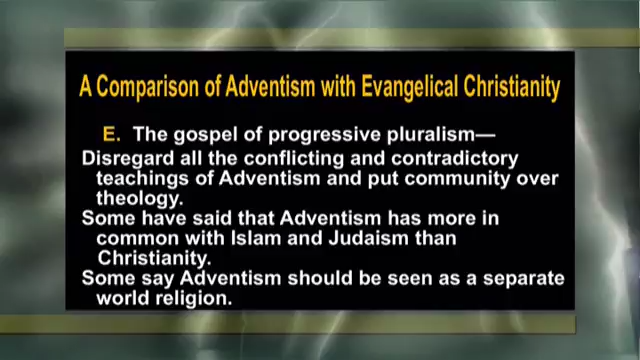 A Comparison of Adventism with Evangelical Christianity
E. The gospel of progressive pluralism—
Disregard all the conflicting and contradictory
teachings of Adventism and put community over
theology.
Some have said that Adventism has more in
common with Islam and Judaism than
Christianity.
Some say Adventism should be seen as a separate
world religion.